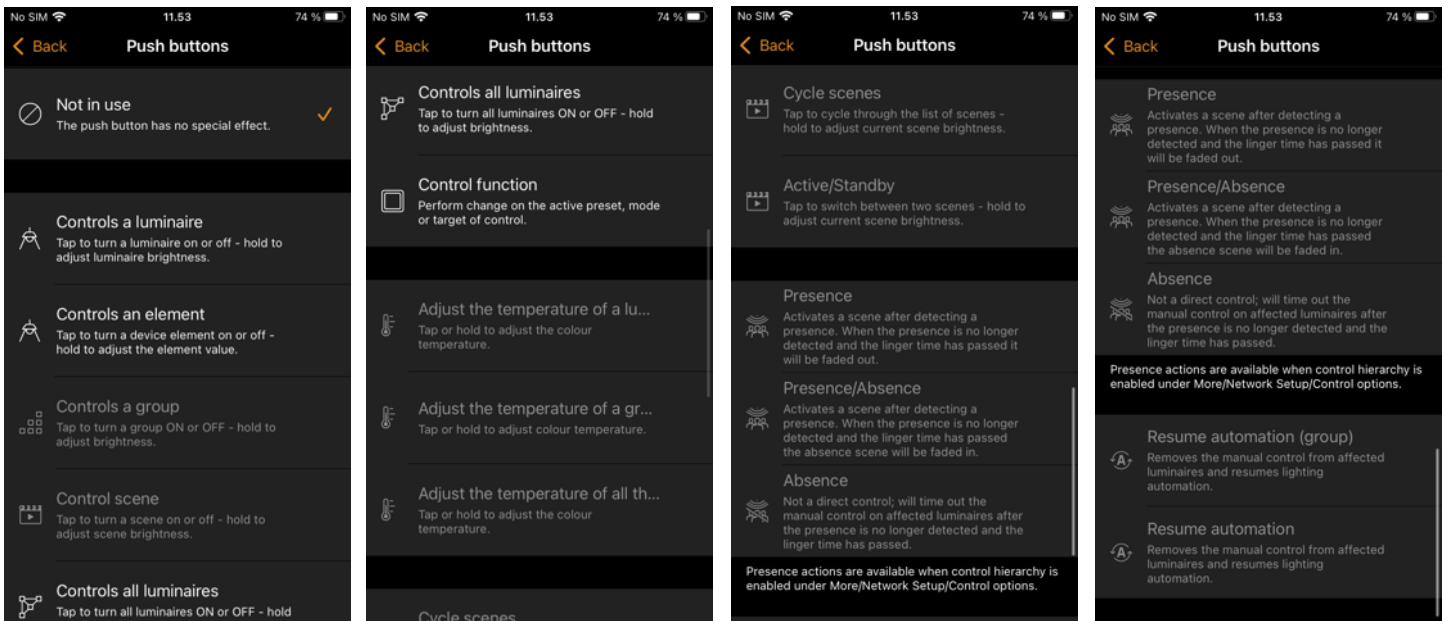 No SIM 11.53 74 %
Back Push buttons
Not in use
The push button has no special effect.
Controls a luminaire
Tap to turn a luminaire on or off - hold to
adjust luminaire brightness.
Controls an element
Tap to turn a device element on or off -
hold to adjust the element value.
Controls a group
Tap to turn a group ON or OFF - hold to
adjust brightness.
Control scene
Tap to turn a scene on or off - hold to
adjust scene brightness.
Controls all luminaires
Tap to turn all luminaires ON or OFF - hold
No SIM 11.53 74 %
Back Push buttons
Controls all luminaires
Tap to turn all luminaires ON or OFF - hold
to adjust brightness.
Control function
Perform change on the active preset, mode
or target of control.
Adjust the temperature of a lu...
Tap or hold to adjust the colour
temperature.
Adjust the temperature of a gr...
Tap or hold to adjust colour temperature.
Adjust the temperature of all th...
Tap or hold to adjust the colour
temperature.
Cycle scenes
No SIM 11.53 74 %
Back Push buttons
Cycle scenes
Tap to cycle through the list of scenes -
hold to adjust current scene brightness.
Active/Standby
Tap to switch between two scenes - hold to
adjust current scene brightness.
Presence
Activates a scene after detecting a
presence. When the presence is no longer
detected and the linger time has passed it
will be faded out.
Presence/Absence
Activates a scene after detecting a
presence. When the presence is no longer
detected and the linger time has passed
the absence scene will be faded in.
Absence
Not a direct control; will time out the
manual control on affected luminaires after
the presence is no longer detected and the
linger time has passed.
Presence actions are available when control hierarchy is
enabled under More/Network Setup/Control options.
No SIM 11.53 74 %
Back Push buttons
Presence
Activates a scene after detecting a
presence. When the presence is no longer
detected and the linger time has passed it
will be faded out.
Presence/Absence
Activates a scene after detecting a
presence. When the presence is no longer
detected and the linger time has passed
the absence scene will be faded in.
Absence
Not a direct control; will time out the
manual control on affected luminaires after
the presence is no longer detected and the
linger time has passed.
Presence actions are available when control hierarchy is
enabled under More/Network Setup/Control options.
Resume automation (group)
A
Removes the manual control from affected
luminaires and resumes lighting
automation.
Resume automation
A
Removes the manual control from affected
luminaires and resumes lighting
automation.